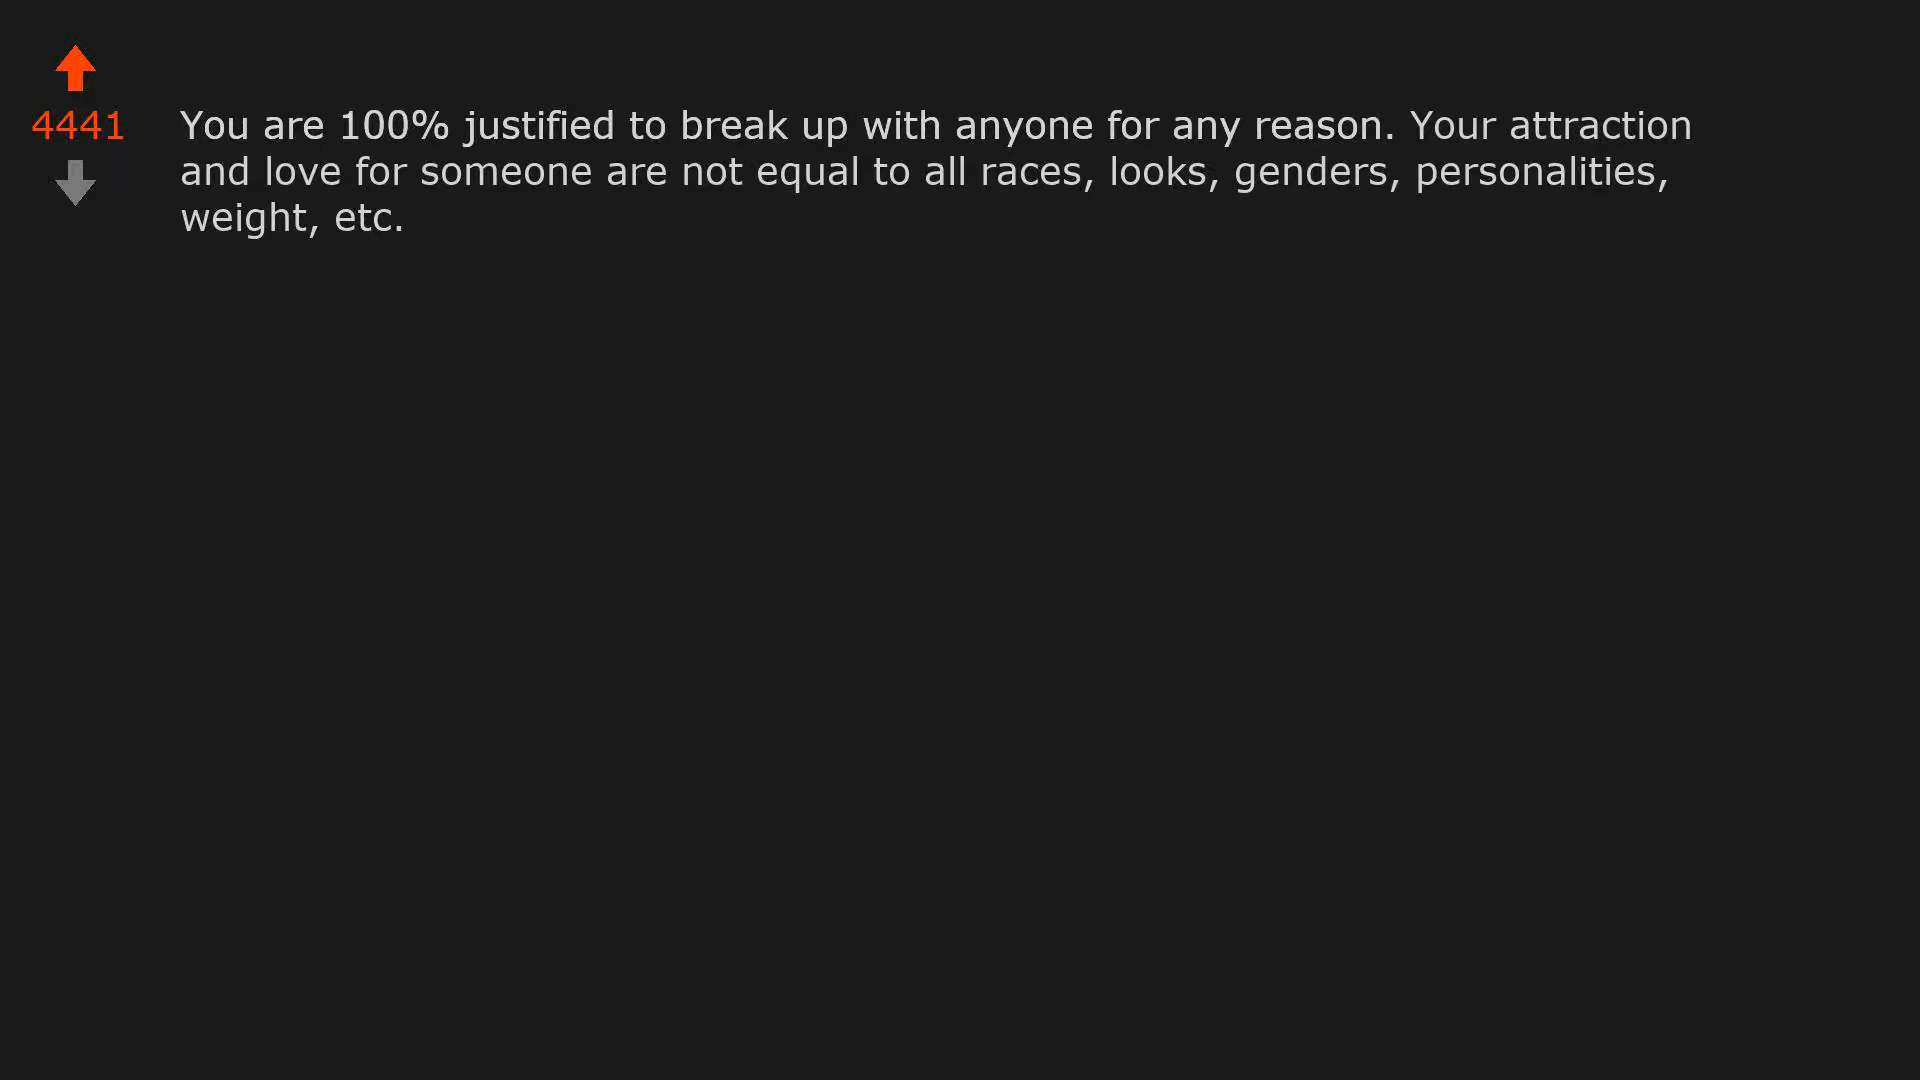 4441
You are 100% justified to break up with anyone for any reason. Your attraction
and love for someone are not equal to all races, looks, genders, personalities,
weight, etc.